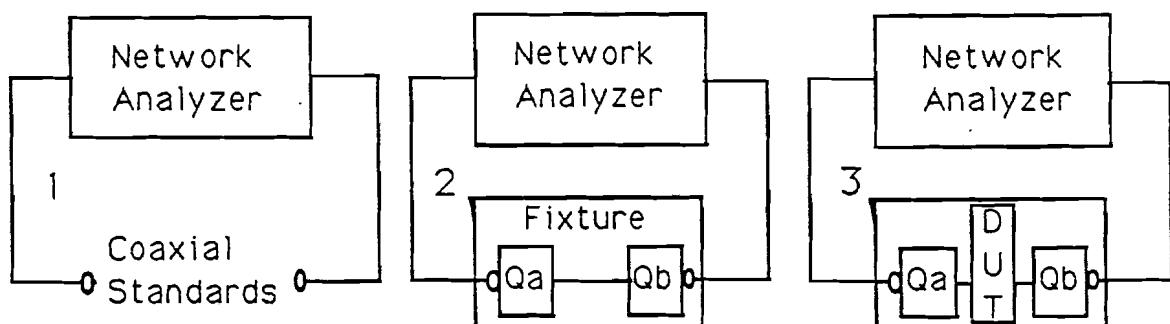 Network
Analyzer
1
Coaxial
Standards
Network
Analyzer
2
Fixture
Qa
Qb
Network
Analyzer
3
Qa
D
U
T
Qb